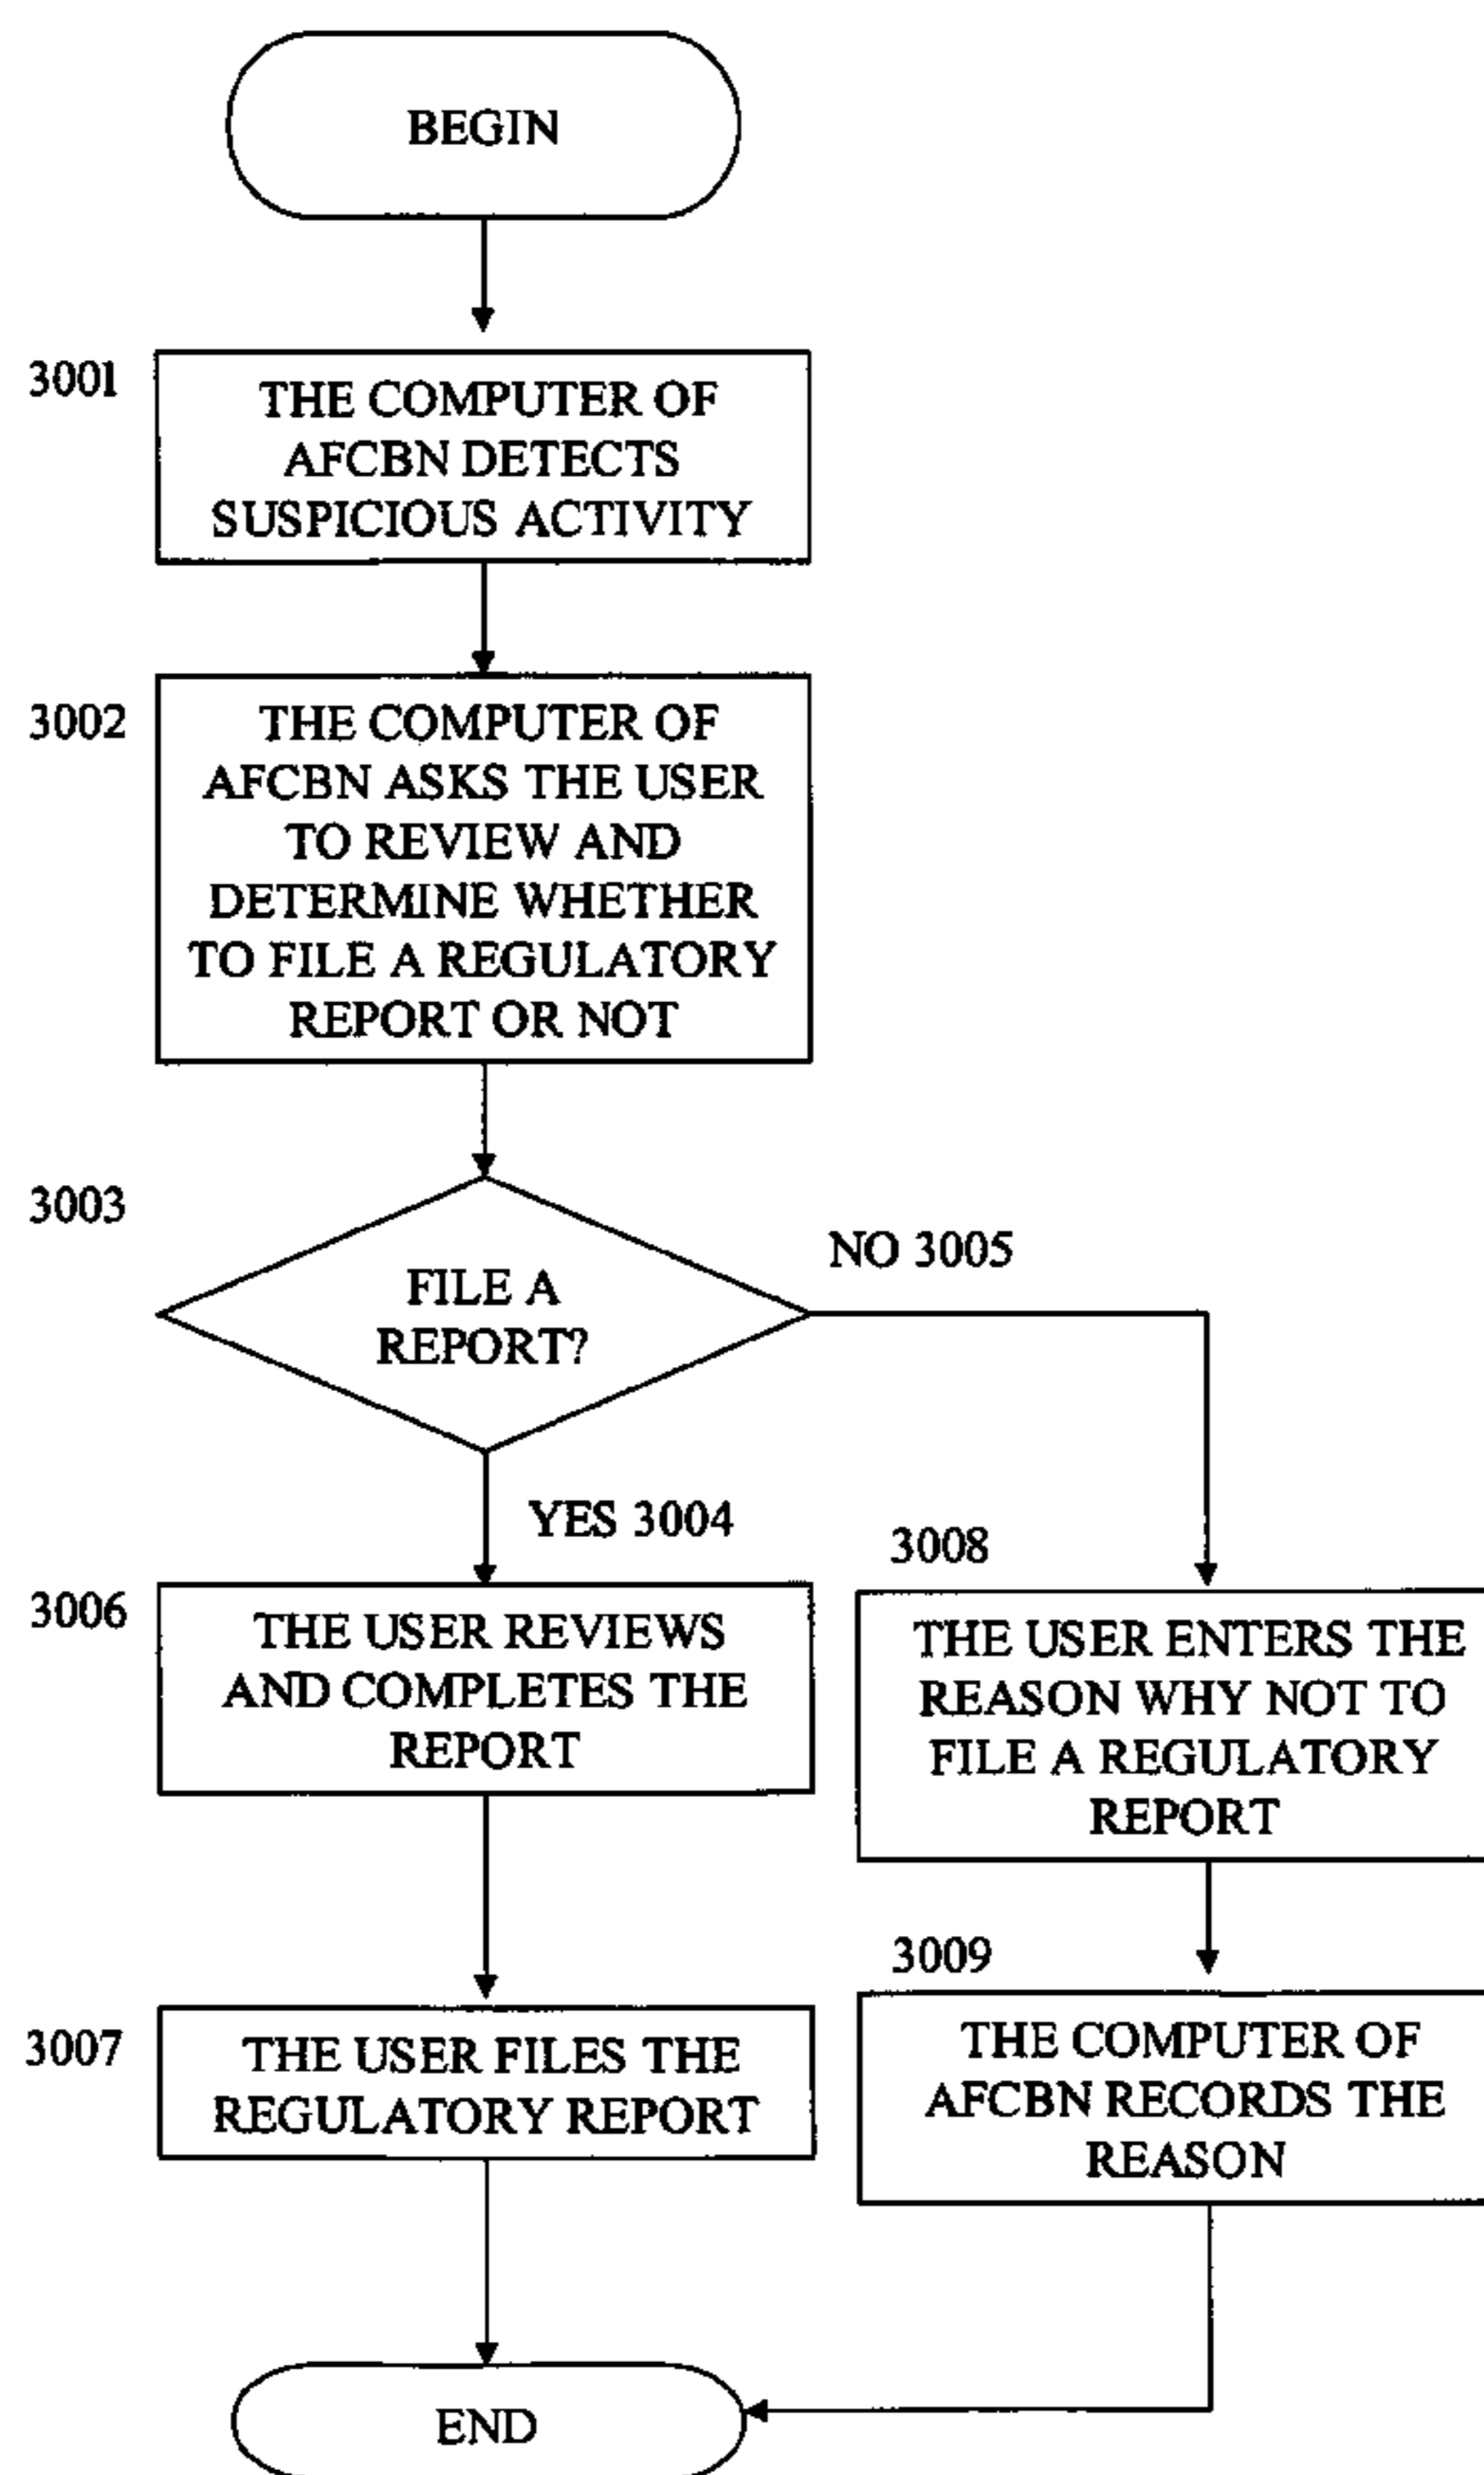 BEGIN
3001
THE COMPUTER OF
AFCBN DETECTS
SUSPICIOUS ACTIVITY
3002
THE COMPUTER OF
AFCBN ASKS THE USER
TO REVIEW AND
DETERMINE WHETHER
TO FILE A REGULATORY
REPORT OR NOT
3003
FILE A
REPORT?
NO 3005
YES 3004
3006
THE USER REVIEWS
AND COMPLETES THE
REPORT
3008
THE USER ENTERS THE
REASON WHY NOT TO
FILE A REGULATORY
REPORT
3007
THE USER FILES THE
REGULATORY REPORT
3009
THE COMPUTER OF
AFCBN RECORDS THE
REASON
END